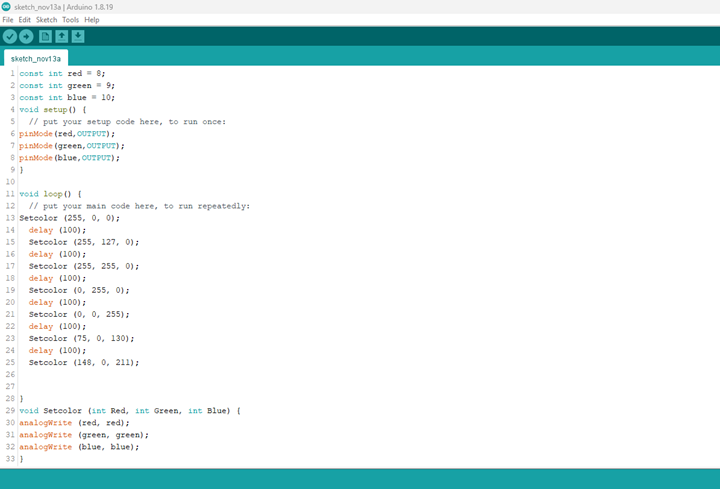 sketch_nov13a | Arduino 1.8.19
File Edit Sketch Tools Help
sketch_nov13a
1 const int red = 8;
2 const int green = 9;
3 const int blue = 10;
4 void setup() {
5 // put your setup code here, to run once:
6 pinMode(red,OUTPUT);
7 pinMode(green,OUTPUT);
8 pinMode(blue,OUTPUT);
9 }
10
11 void loop() {
12 // put your main code here, to run repeatedly:
13 Setcolor (255, 0, 0);
14 delay (100);
15 Setcolor (255, 127, 0);
16 delay (100);
17 Setcolor (255, 255, 0);
18 delay (100);
19 Setcolor (0, 255, 0);
20 delay (100);
21 Setcolor (0, 0, 255);
22 delay (100);
23 Setcolor (75, 0, 130);
24 delay (100);
25 Setcolor (148, 0, 211);
26
27
28 }
29 void Setcolor (int Red, int Green, int Blue) {
30 analogWrite (red, red);
31 analogWrite (green, green);
32 analogWrite (blue, blue);
33 }